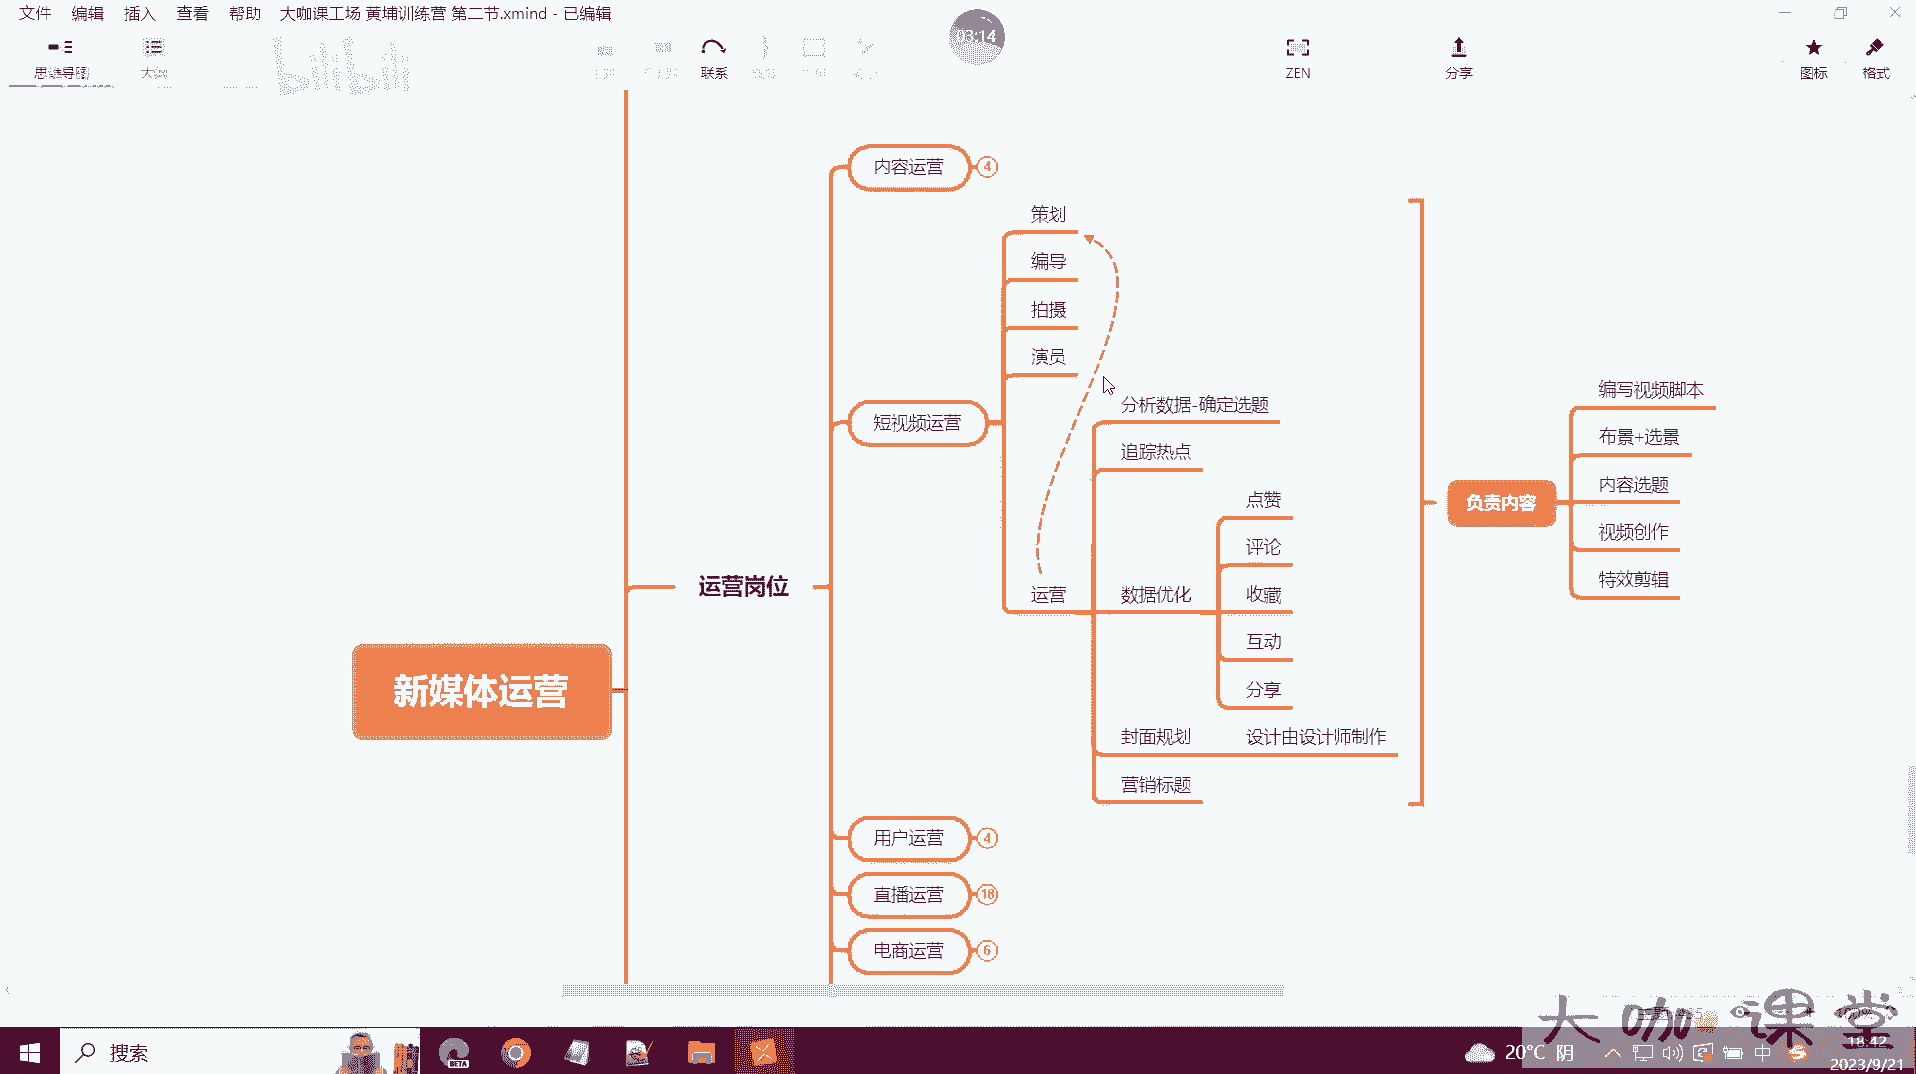 文件 编辑 插入 查看 帮助 大咖课工场 黄埔训练营 第二节.xmind - 已编辑
03:14
思维导图
联系
ZEN
分享
图标
格式
bilibili
内容运营 4
策划
编导
拍摄
演员
短视频运营
分析数据-确定选题
追踪热点
点赞
评论
收藏
互动
分享
运营
数据优化
封面规划
设计由设计师制作
营销标题
负责内容
编写视频脚本
布景+选景
内容选题
视频创作
特效剪辑
运营岗位
新媒体运营
用户运营 4
直播运营 18
电商运营 6
大咖课堂
搜索
BETA
20°C 阴
中
18:42
2023/9/21